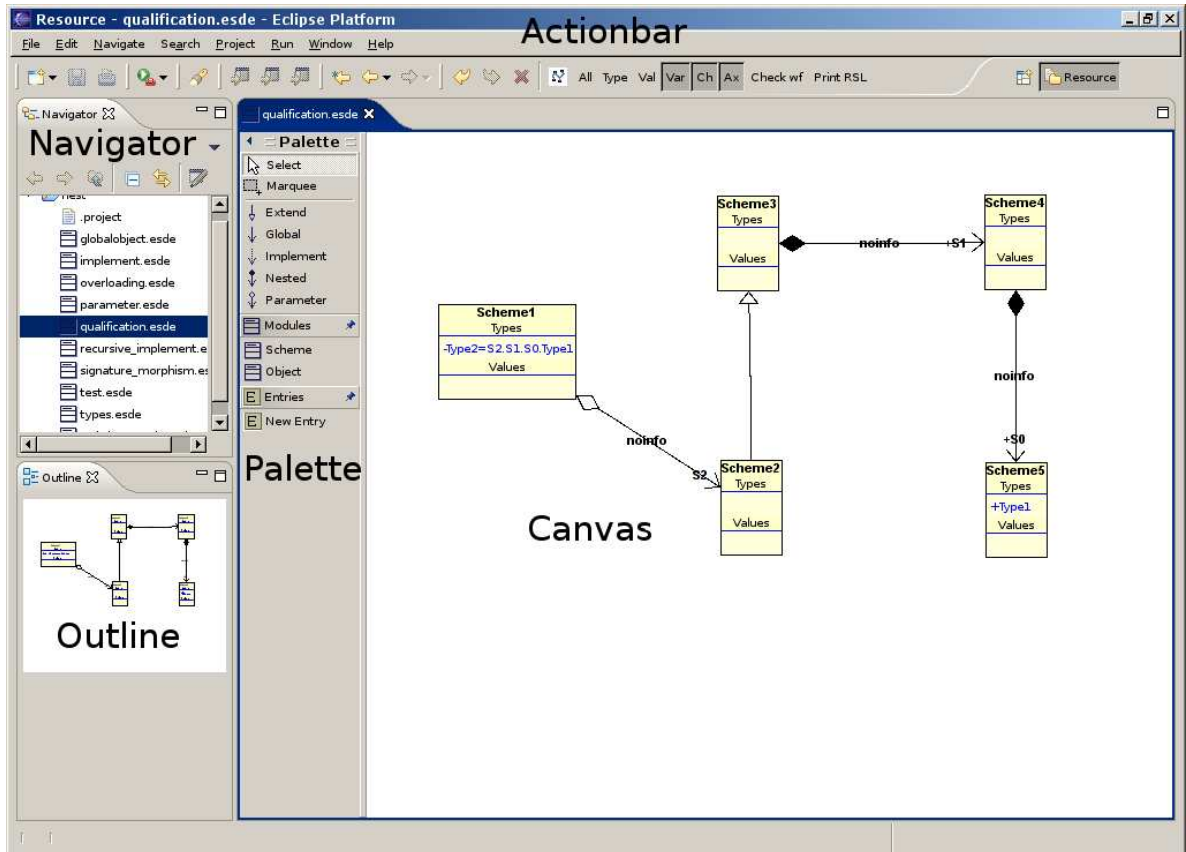 Resource - qualification.esde - Eclipse Platform
Actionbar
File Edit Navigate Search Project Run Window Help
All Type Val Var Ch Ax Check wf Print RSL
Resource
Navigator
Navigator
.project
globalobject.esde
implement.esde
overloading.esde
parameter.esde
qualification.esde
recursive_implement.e
signature_morphism.es
test.esde
types.esde
Outline
Outline
qualification.esde
Palette
Select
Marquee
Extend
Global
Implement
Nested
Parameter
Modules
Scheme
Object
E Entries
E New Entry
Palette
Scheme3
Types
Values
noinfo
+S1
Scheme4
Types
Values
Scheme1
Types
-Type2=S2.S1.S0.Type1
Values
noinfo
S2
noinfo
+S0
Scheme2
Types
Values
Scheme5
Types
+Type1
Values
Canvas